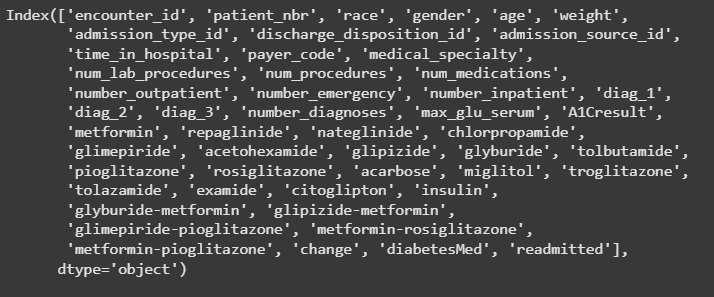 Index(['encounter_id', 'patient_nbr', 'race', 'gender', 'age', 'weight',
'admission_type_id', 'discharge_disposition_id', 'admission_source_id',
'time_in_hospital', 'payer_code', 'medical_specialty',
'num_lab_procedures', 'num_procedures', 'num_medications',
'number_outpatient', 'number_emergency', 'number_inpatient', 'diag_1',
'diag_2', 'diag_3', 'number_diagnoses', 'max_glu_serum', 'A1Cresult',
'metformin', 'repaglinide', 'nateglinide', 'chlorpropamide',
'glimepiride', 'acetohexamide', 'glipizide', 'glyburide', 'tolbutamide',
'pioglitazone', 'rosiglitazone', 'acarbose', 'miglitol', 'troglitazone',
'tolazamide', 'examide', 'citoglipton', 'insulin',
'glyburide-metformin', 'glipizide-metformin',
'glimepiride-pioglitazone', 'metformin-rosiglitazone',
'metformin-pioglitazone', 'change', 'diabetesMed', 'readmitted'],
dtype='object')